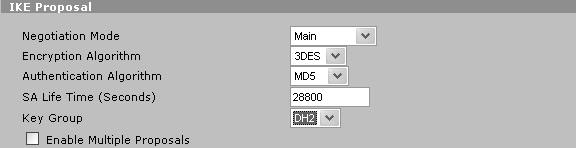 IKE Proposal
Negotiation Mode Main
Encryption Algorithm 3DES
Authentication Algorithm MD5
SA Life Time (Seconds) 28800
Key Group DH2
Enable Multiple Proposals